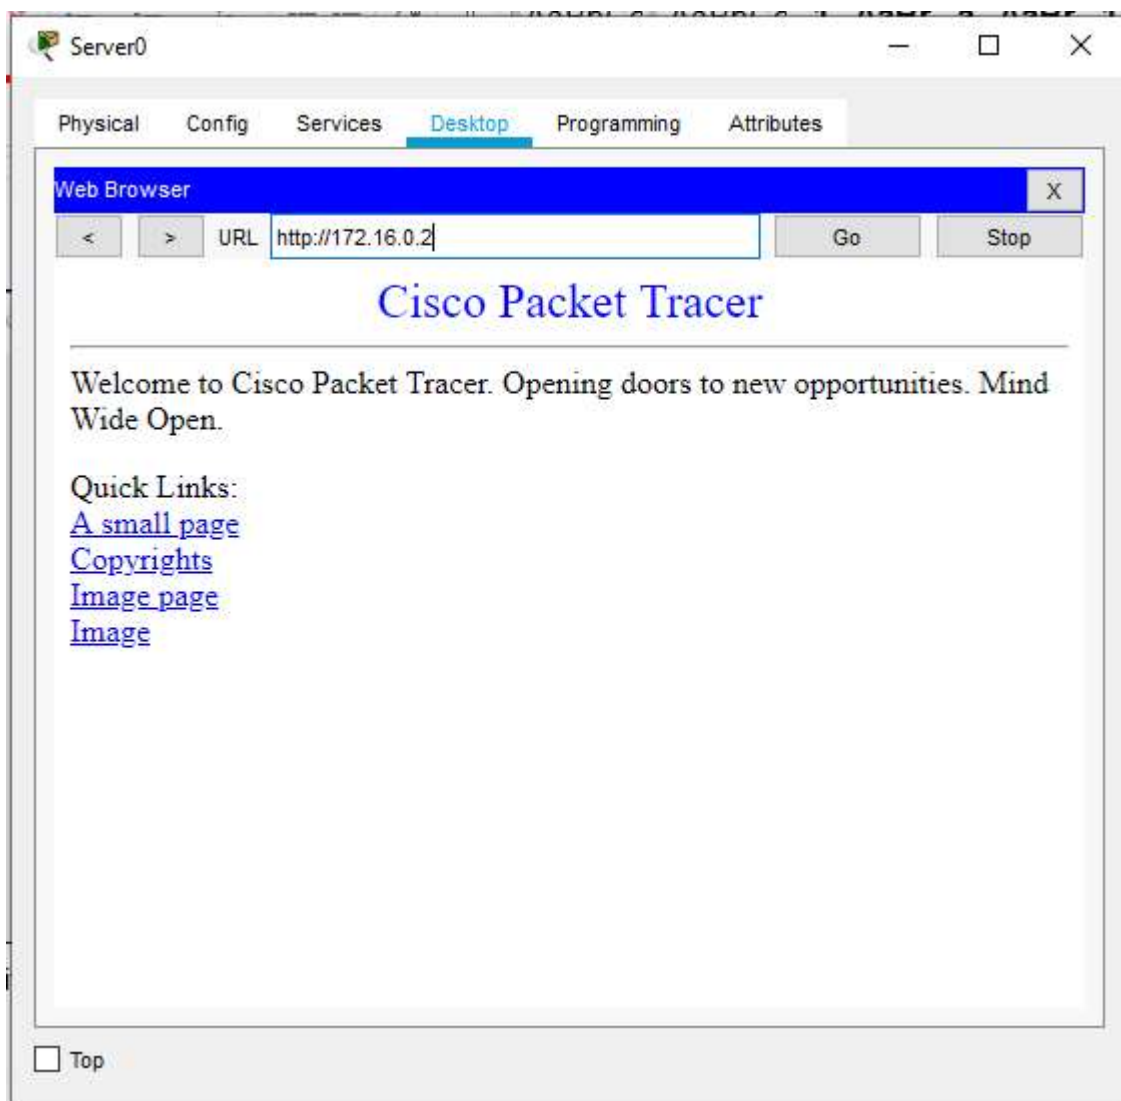 Server0
Physical Config Services Desktop Programming Attributes
Web Browser X
< > URL http://172.16.0.2 Go Stop
Cisco Packet Tracer
Welcome to Cisco Packet Tracer. Opening doors to new opportunities. Mind
Wide Open.
Quick Links:
A small page
Copyrights
Image page
Image
Top